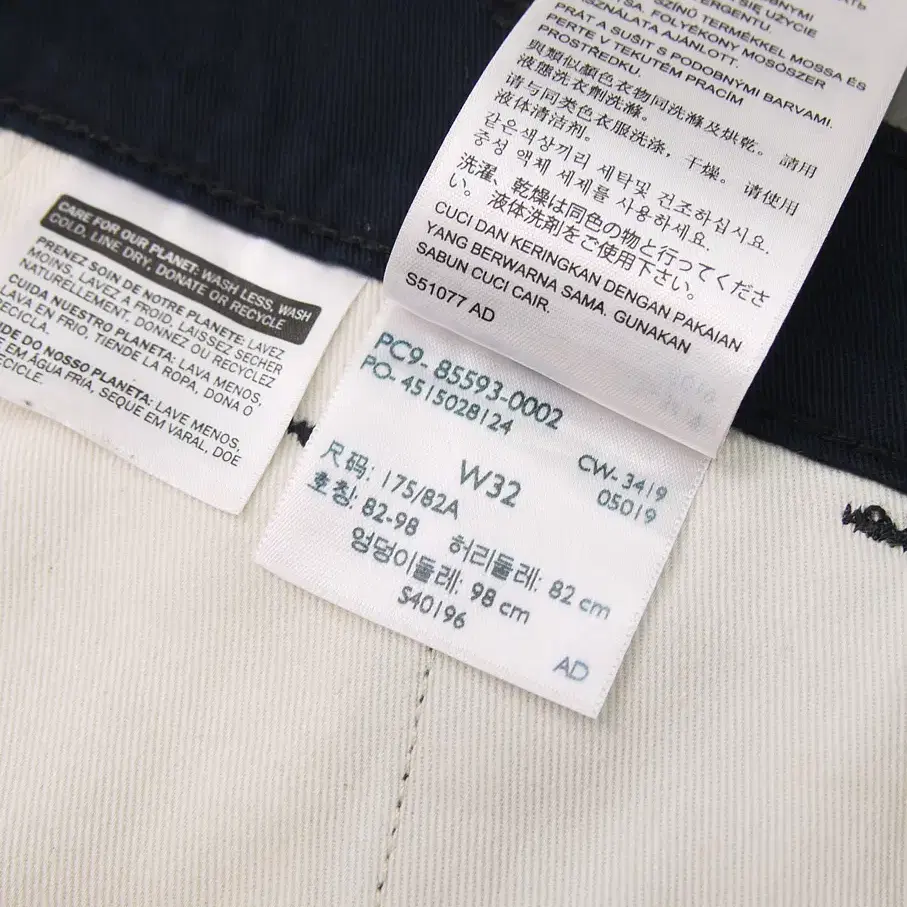 SIĘ UŻYCIE
SZÍNŰ TERMÉKKEL MOSSA ÉS
HASZNÁLATA AJÁNLOTT.
PRÁT A SUŠIT S PODOBNÝMI BARVAMI.
PERTE V TEKUTÉM PRACÍM
PROSTŘEDKU.
與類似顏色衣物同洗滌及烘乾。 請用
液態洗衣劑洗滌。
请与同类色衣服洗涤，干燥。 请使用
液体清洁剂。
같은색상끼리 세탁및 건조하십시요.
중성 액체 세제를 사용하세요.
洗濯、乾燥は同色の物と行ってくださ
い。 液体洗剤をご使用下さい。
CUCI DAN KERINGKAN DENGAN PAKAIAN
YANG BERWARNA SAMA, GUNAKAN
SABUN CUCI CAIR.
S51077 AD
CARE FOR OUR PLANET: WASH LESS, WASH
COLD, LINE DRY, DONATE OR RECYCLE
PRENEZ SOIN DE NOTRE PLANETE: LAVEZ
MOINS, LAVEZ A FROID, LAISSEZ SECHER
NATURELLEMENT, DONNEZ OU RECYCLEZ
CUIDA NUESTRO PLANETA: LAVA MENOS,
LAVA EN FRIO, TIENDE LA ROPA, DONA O
RECICLA.
DE DO NOSSO PLANETA: LAVE MENOS,
E EM ÁGUA FRIA, SEQUE EM VARAL, DOE
PC9- 85593-0002
PO- 4515028124
W32
CW- 3419
05019
尺码: 175/82A
호칭: 82-98
허리둘레: 82 cm
엉덩이둘레: 98 cm
S40196
AD